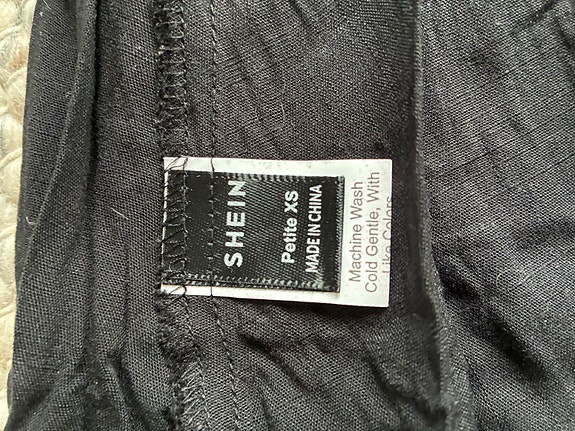 SHEIN
Petite XS
MADE IN CHINA
Machine Wash
Cold Gentle, With
Like Colors